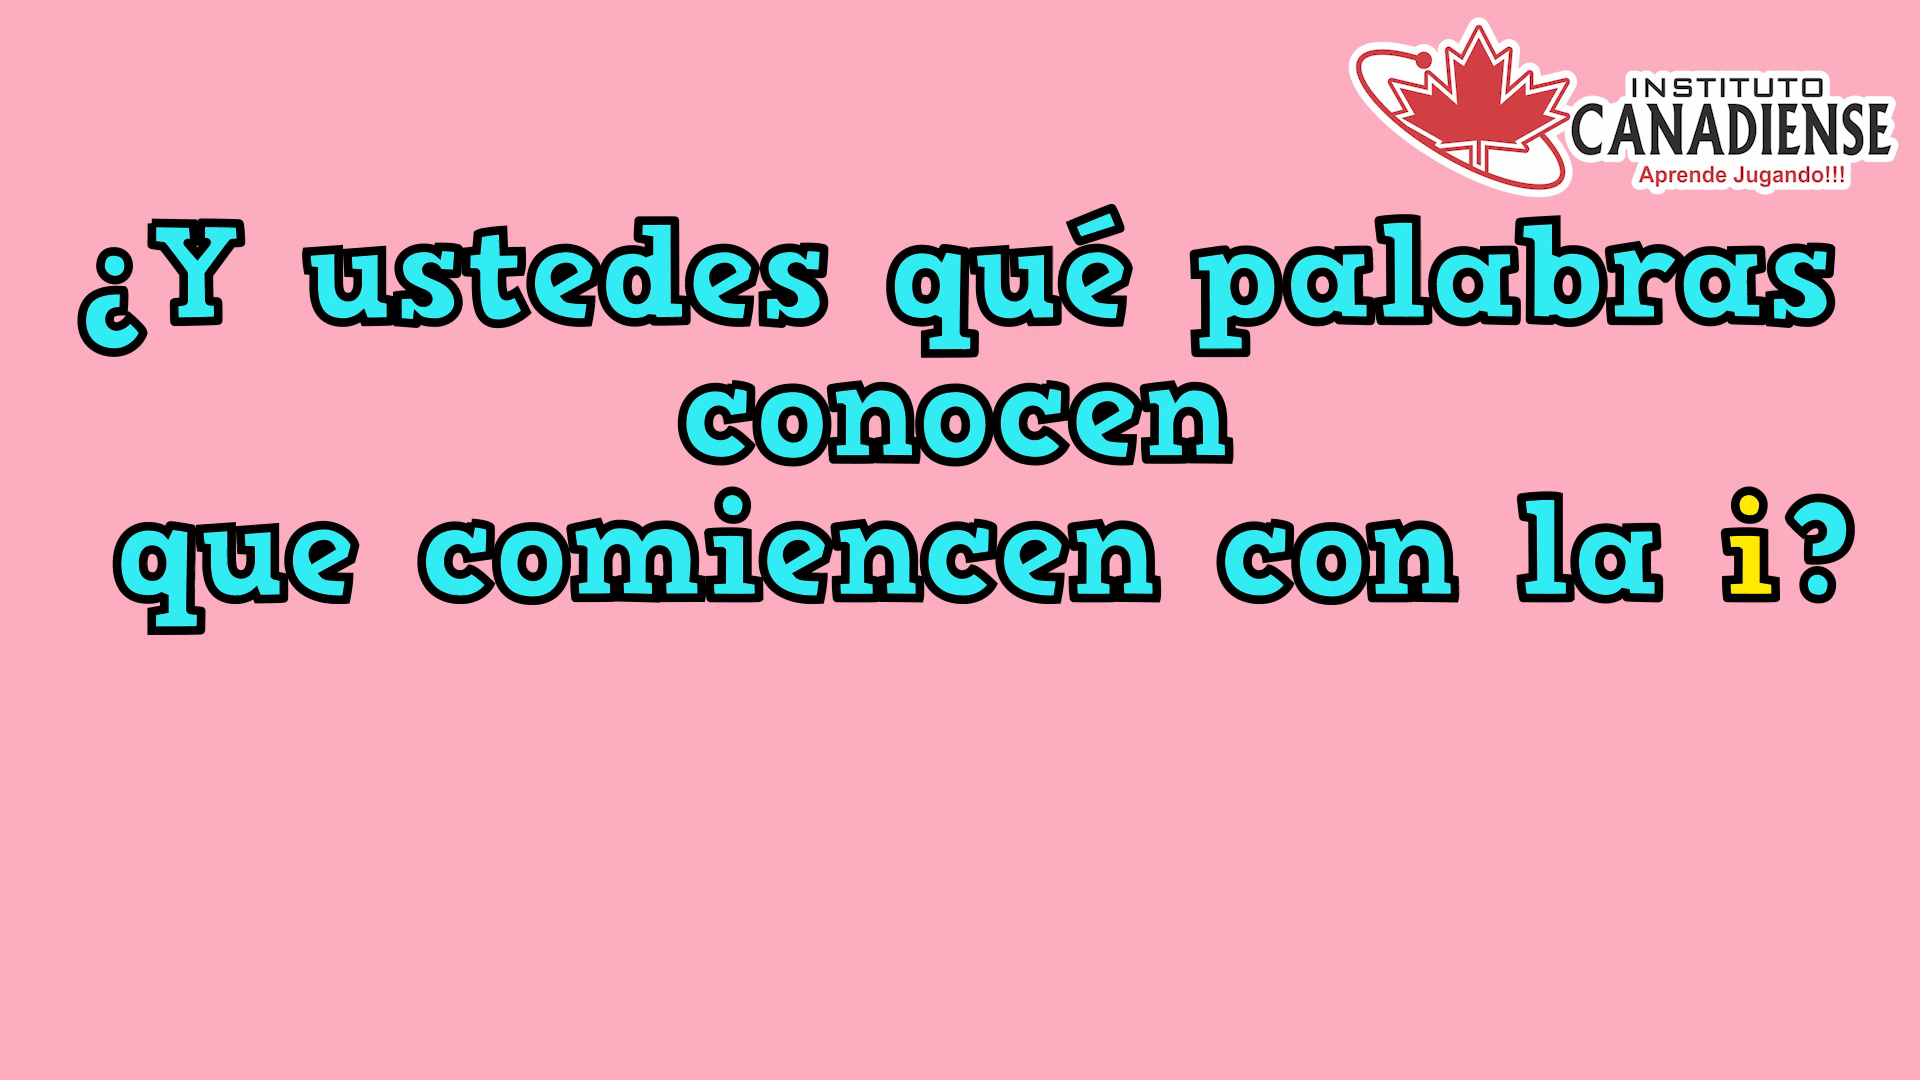 INSTITUTO
CANADIENSE
Aprende Jugando!!!
¿Y ustedes qué palabras
conocen
que comiencen con la i?